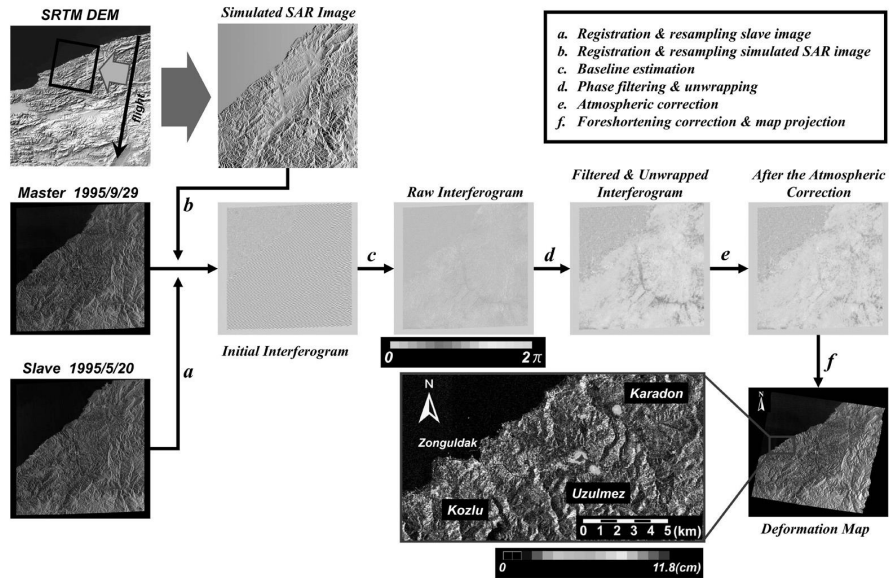 SRTM DEM
Simulated SAR Image
flight
a. Registration & resampling slave image
b. Registration & resampling simulated SAR image
c. Baseline estimation
d. Phase filtering & unwrapping
e. Atmospheric correction
f. Foreshortening correction & map projection
Master 1995/9/29
b
Raw Interferogram
Filtered & Unwrapped
Interferogram
After the Atmospheric
Correction
c
d
e
Initial Interferogram
0 2π
Slave 1995/5/20
a
f
N
Karadon
Zonguldak
Kozlu
Uzulmez
0 1 2 3 4 5(km)
N
Deformation Map
0 11.8(cm)